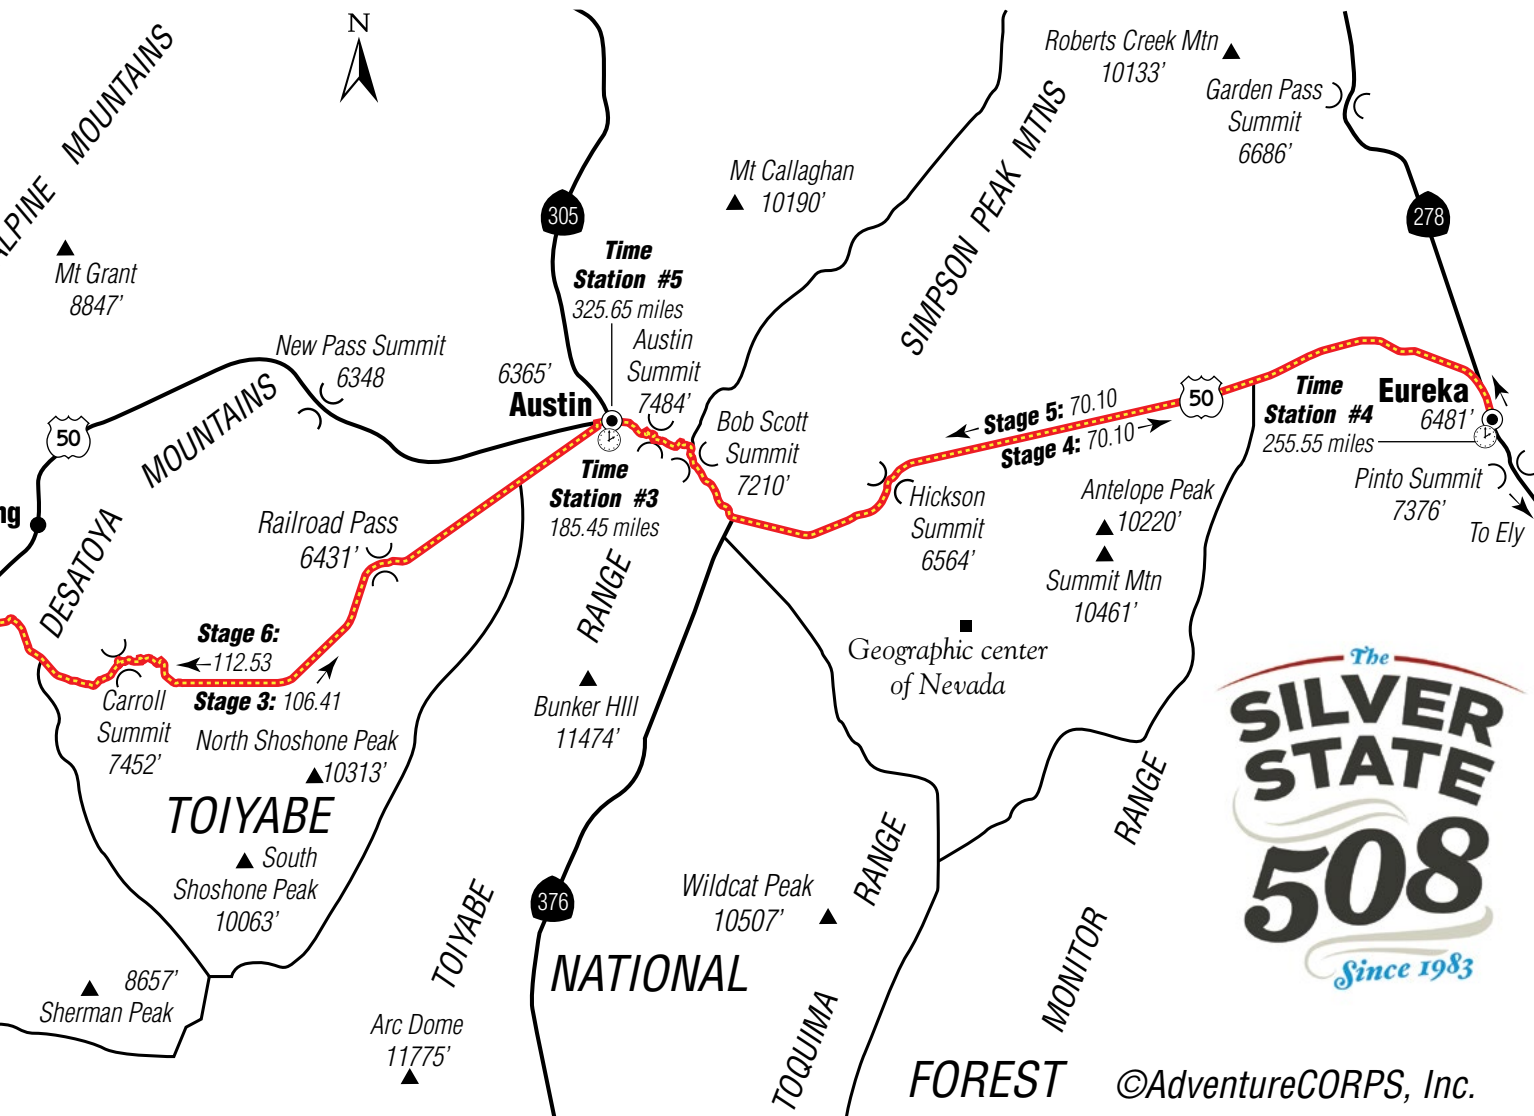 N
ALPINE MOUNTAINS
Mt Grant
8847’
Roberts Creek Mtn
10133’
Garden Pass
Summit
6686’
SIMPSON PEAK MTNS
Mt Callaghan
10190’
305
278
Time
Station #5
325.65 miles
Austin
Summit
7484’
New Pass Summit
6348
6365’
Austin
50
DESATOYA MOUNTAINS
ng
Bob Scott
Summit
7210’
Stage 5: 70.10
Stage 4: 70.10
50
Time
Station #4
255.55 miles
Eureka
6481’
Pinto Summit
7376’
To Ely
Time
Station #3
185.45 miles
Railroad Pass
6431’
Hickson
Summit
6564’
Antelope Peak
10220’
Summit Mtn
10461’
Geographic center
of Nevada
Stage 6:
112.53
Stage 3: 106.41
Carroll
Summit
7452’
North Shoshone Peak
10313’
Bunker HIll
11474’
TOIYABE
South
Shoshone Peak
10063’
8657’
Sherman Peak
Arc Dome
11775’
TOIYABE RANGE
376
NATIONAL
Wildcat Peak
10507’
TOQUIMA RANGE
MONITOR RANGE
FOREST
The
SILVER
STATE
508
Since 1983
©AdventureCORPS, Inc.